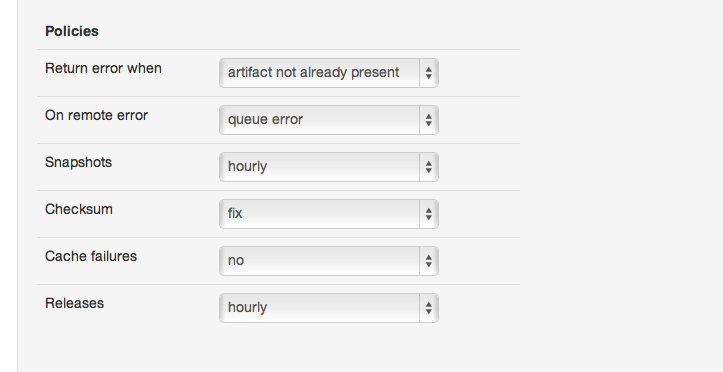 Policies
Return error when artifact not already present
On remote error queue error
Snapshots hourly
Checksum fix
Cache failures no
Releases hourly